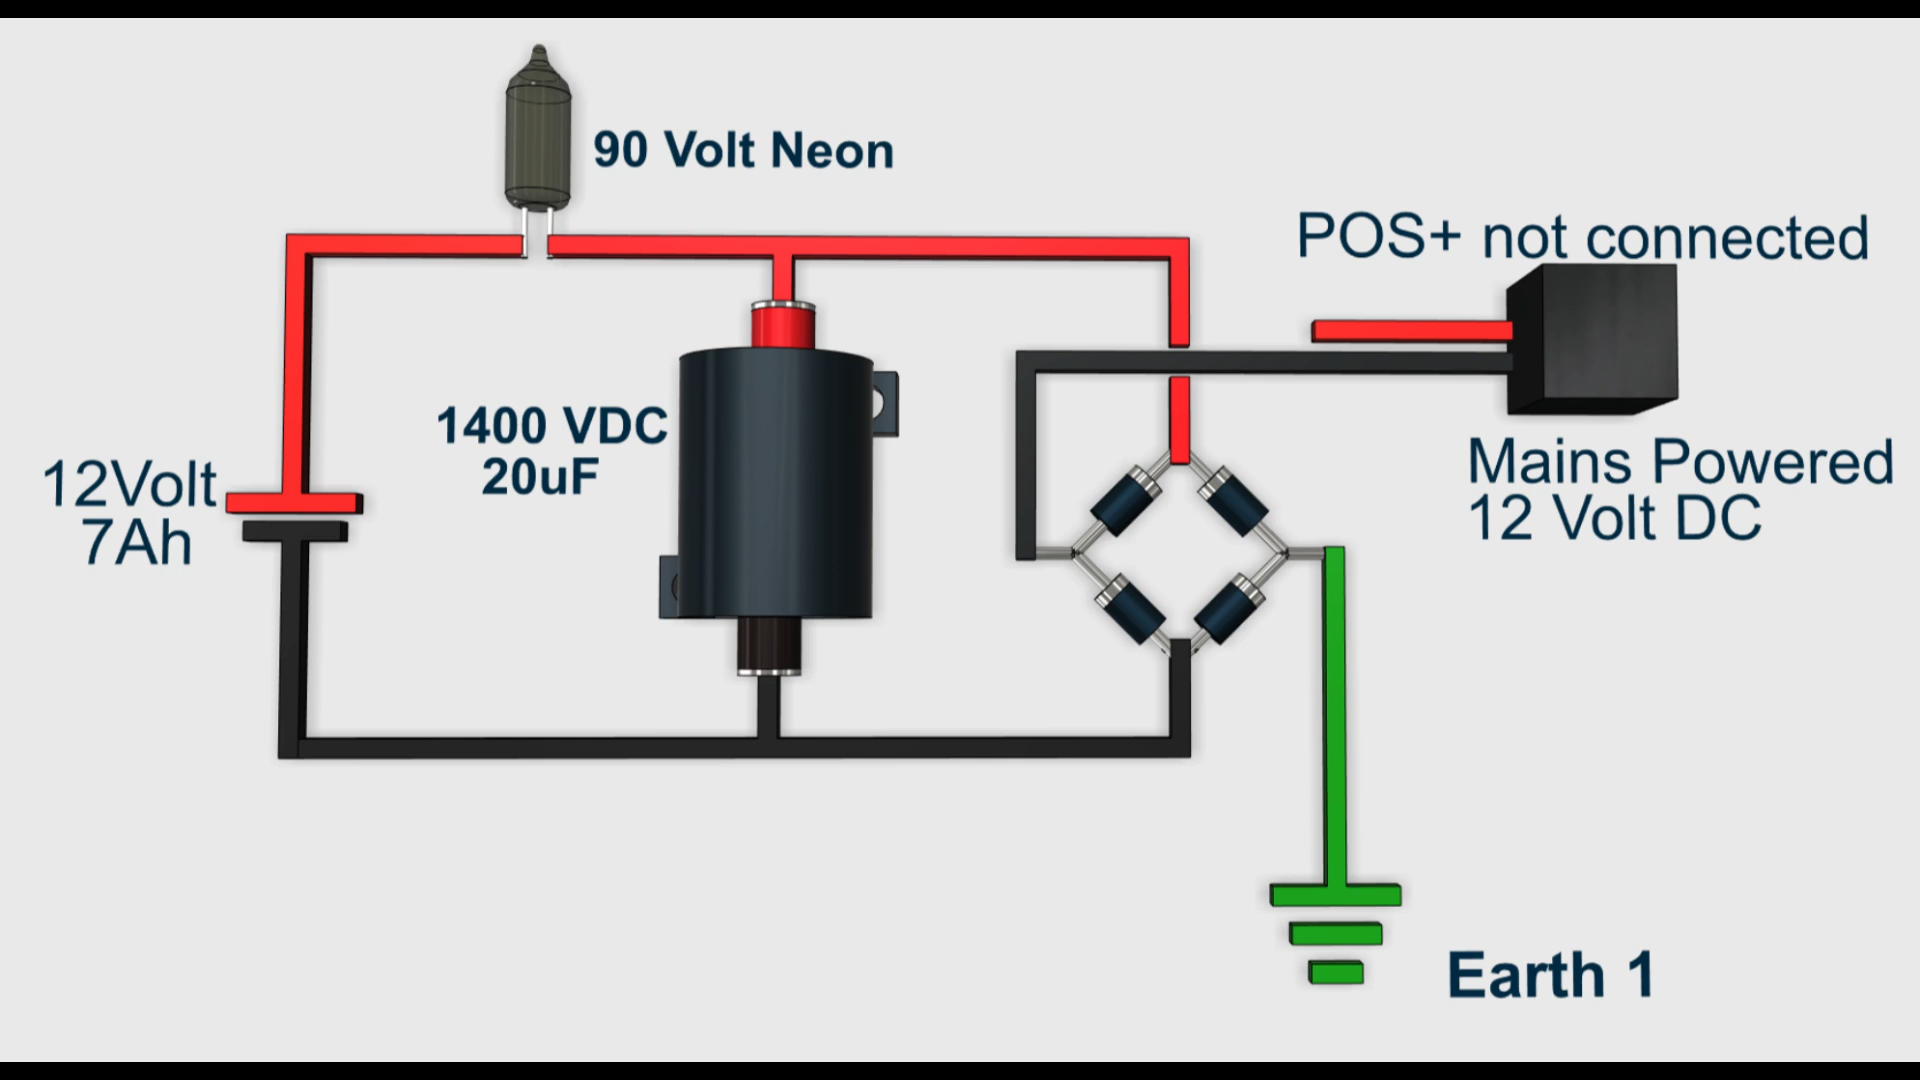 90 Volt Neon
POS+ not connected
1400 VDC
20uF
12Volt
7Ah
Mains Powered
12 Volt DC
Earth 1